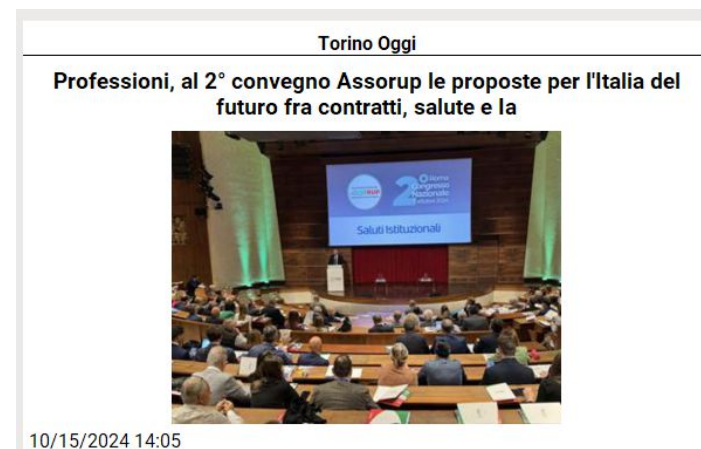 Torino Oggi
Professioni, al 2° convegno Assorup le proposte per l'Italia del
futuro fra contratti, salute e la
2° Roma
Congresso
Nazionale
Saluti Istituzionali
10/15/2024 14:05